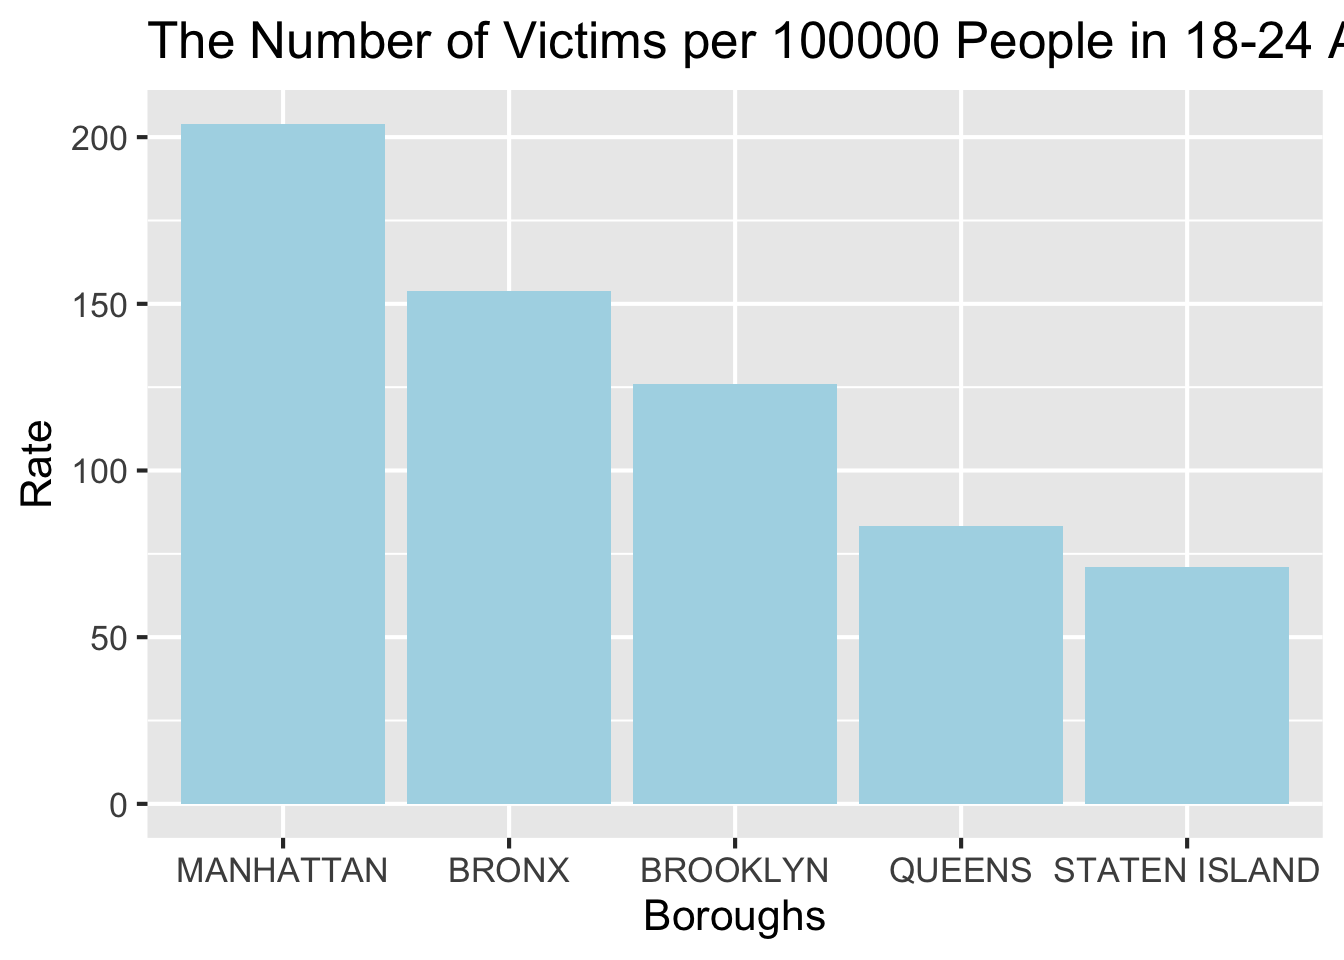 The Number of Victims per 100000 People in 18-24 A
200
150
100
50
0
Rate
MANHATTAN BRONX BROOKLYN QUEENS STATEN ISLAND
Boroughs